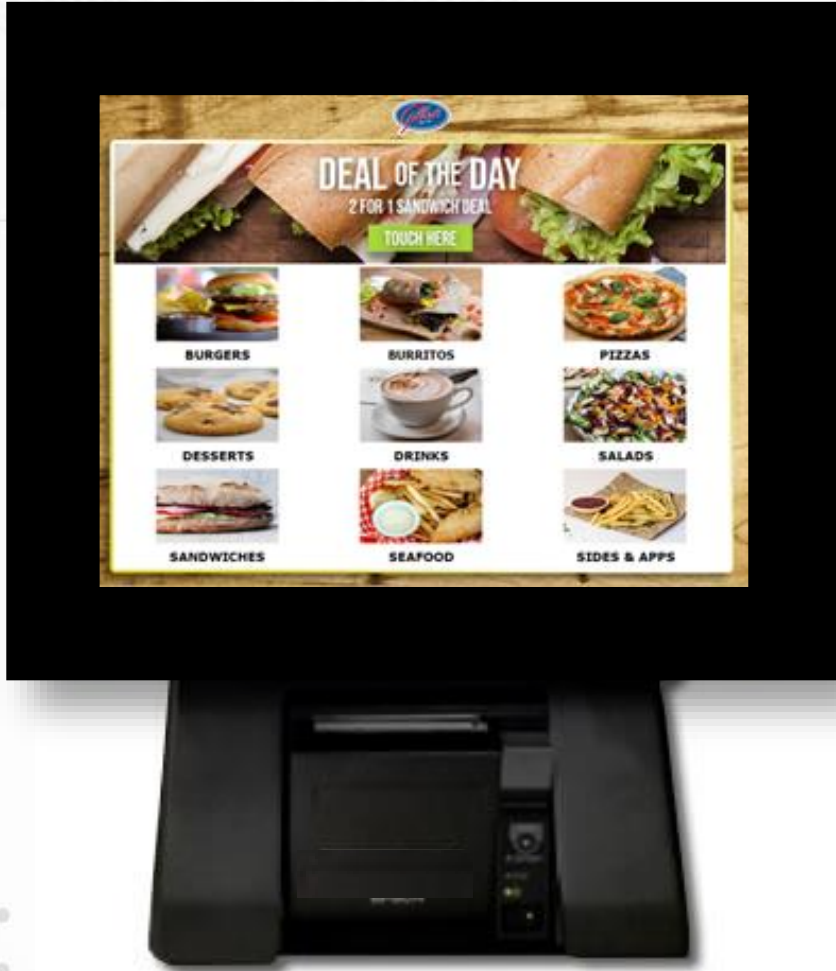 DEAL OF THE DAY
2 FOR 1 SANDWICH DEAL
TOUCH HERE
BURGERS
BURRITOS
PIZZAS
DESSERTS
DRINKS
SALADS
SANDWICHES
SEAFOOD
SIDES & APPS